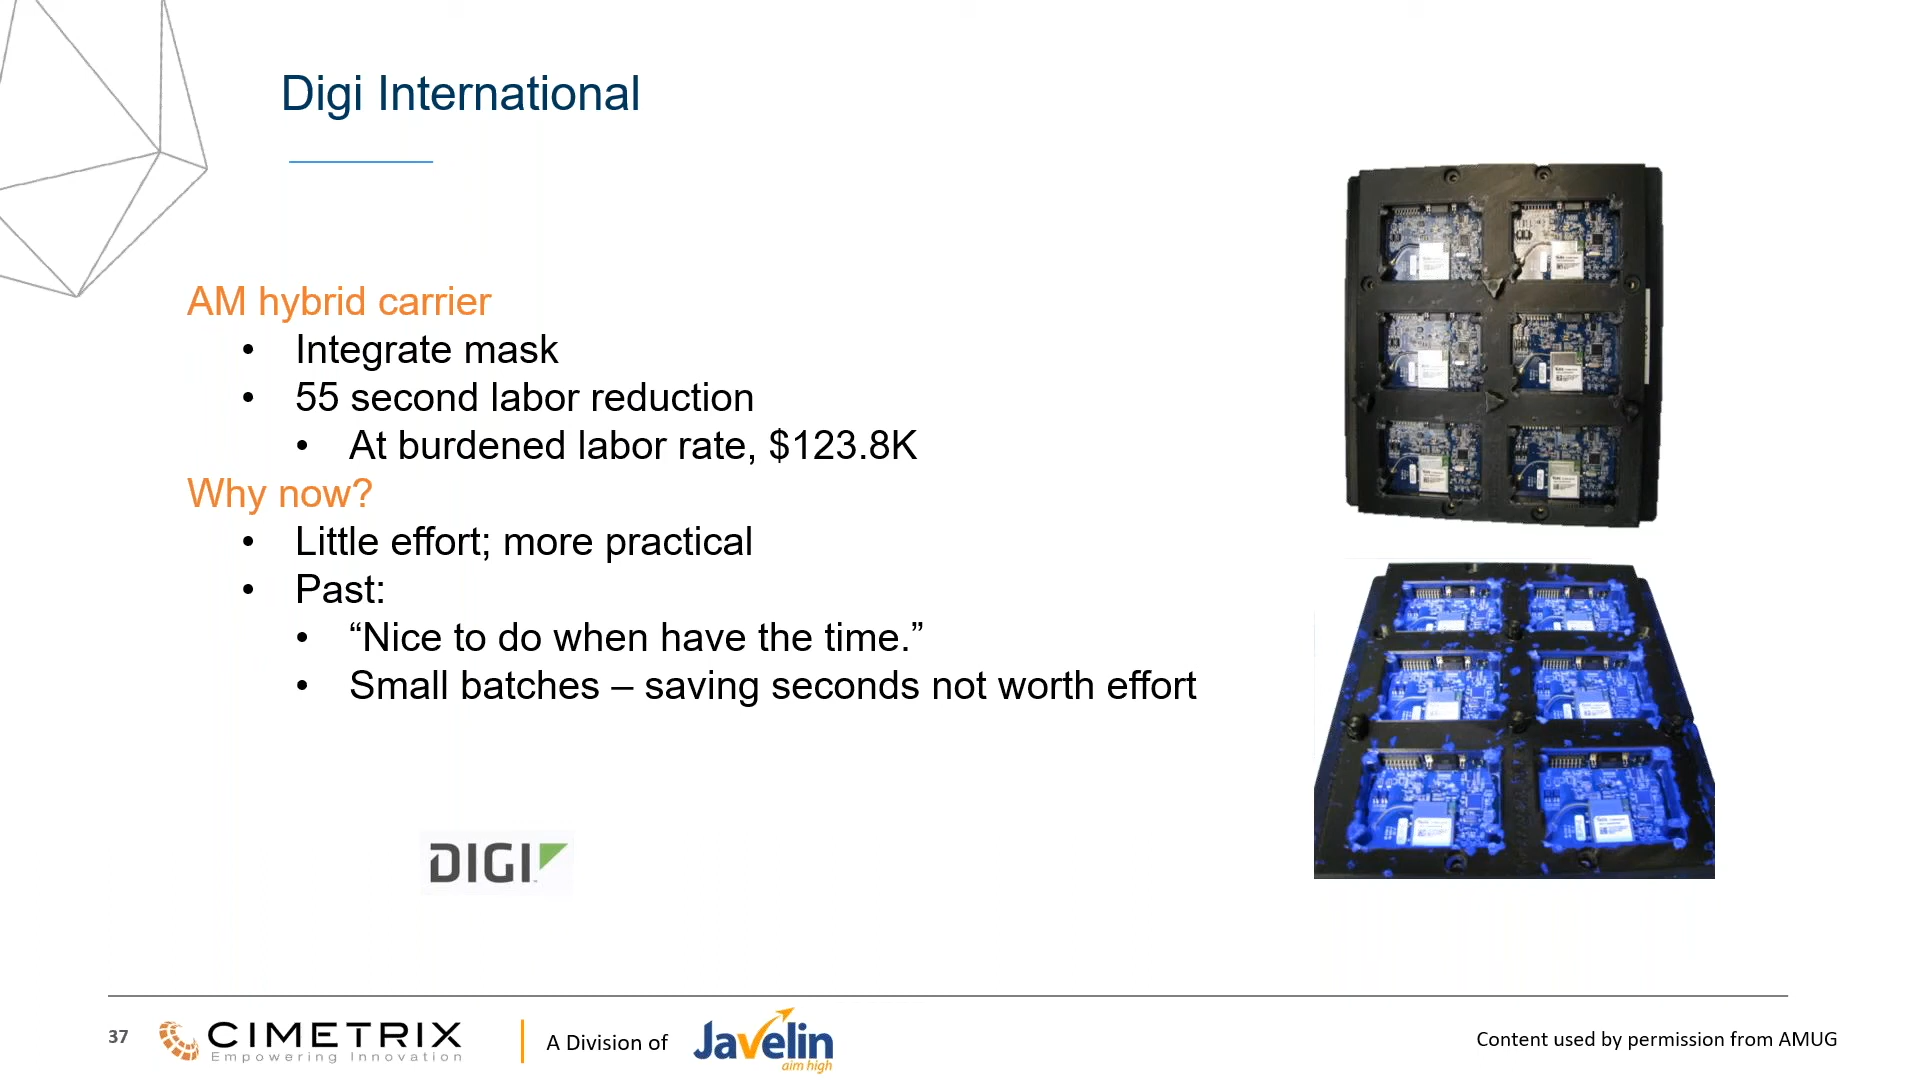 Digi International
AM hybrid carrier
• Integrate mask
• 55 second labor reduction
• At burdened labor rate, $123.8K
Why now?
• Little effort; more practical
• Past:
• “Nice to do when have the time.”
• Small batches – saving seconds not worth effort
DIGI
37
CIMETRIX
Empowering Innovation
A Division of
Javelin
aim high
Content used by permission from AMUG